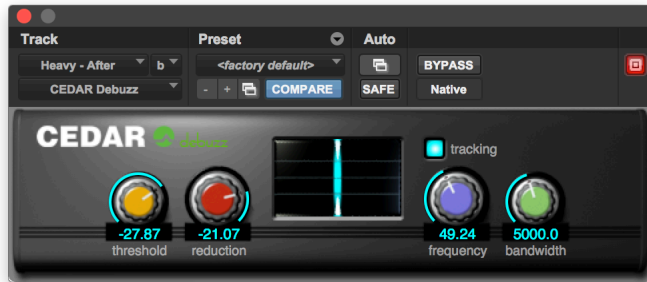 Track Preset Auto
Heavy - After b <factory default> BYPASS
CEDAR Debuzz - + COMPARE SAFE Native
CEDAR debuzz
tracking
-27.87 -21.07 49.24 5000.0
threshold reduction frequency bandwidth